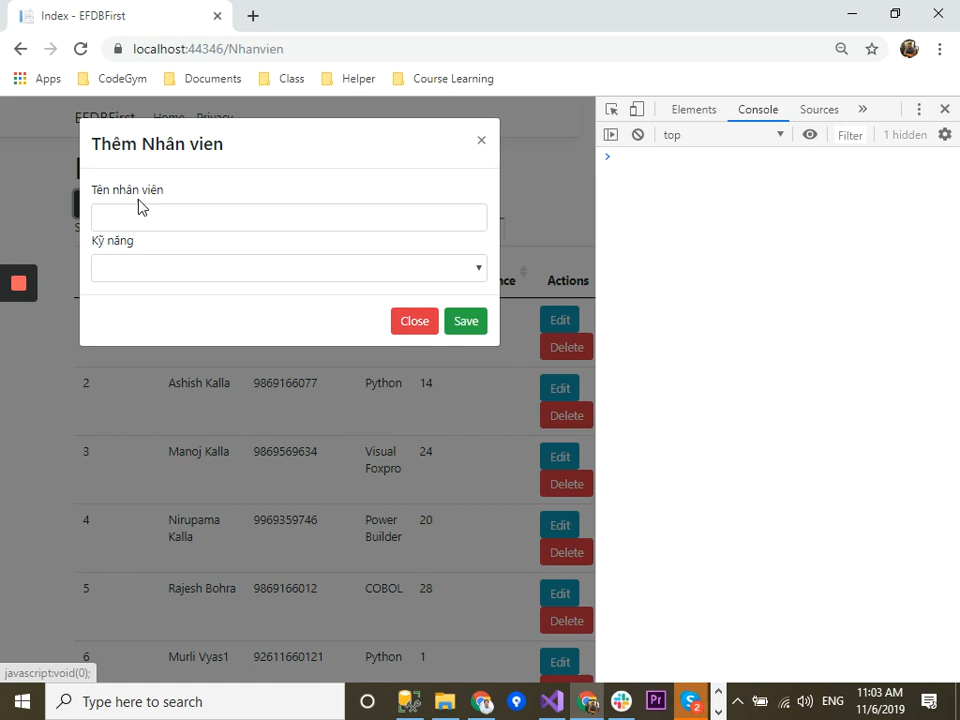 Index - EFDBFirst
localhost:44346/Nhanvien
Apps CodeGym Documents Class Helper Course Learning
EFDBFirst Home Privacy
Elements Console Sources
top Filter 1 hidden
Thêm Nhân vien ×
Tên nhân viên
Kỹ năng
Close Save
Actions
Edit
Delete
2 Ashish Kalla 9869166077 Python 14 Edit
Delete
3 Manoj Kalla 9869569634 Visual Foxpro 24 Edit
Delete
4 Nirupama Kalla 9969359746 Power Builder 20 Edit
Delete
5 Rajesh Bohra 9869166012 COBOL 28 Edit
Delete
6 Murli Vyas1 92611660121 Python 1 Edit
javascript:void(0);
Type here to search
ENG
11:03 AM
11/6/2019